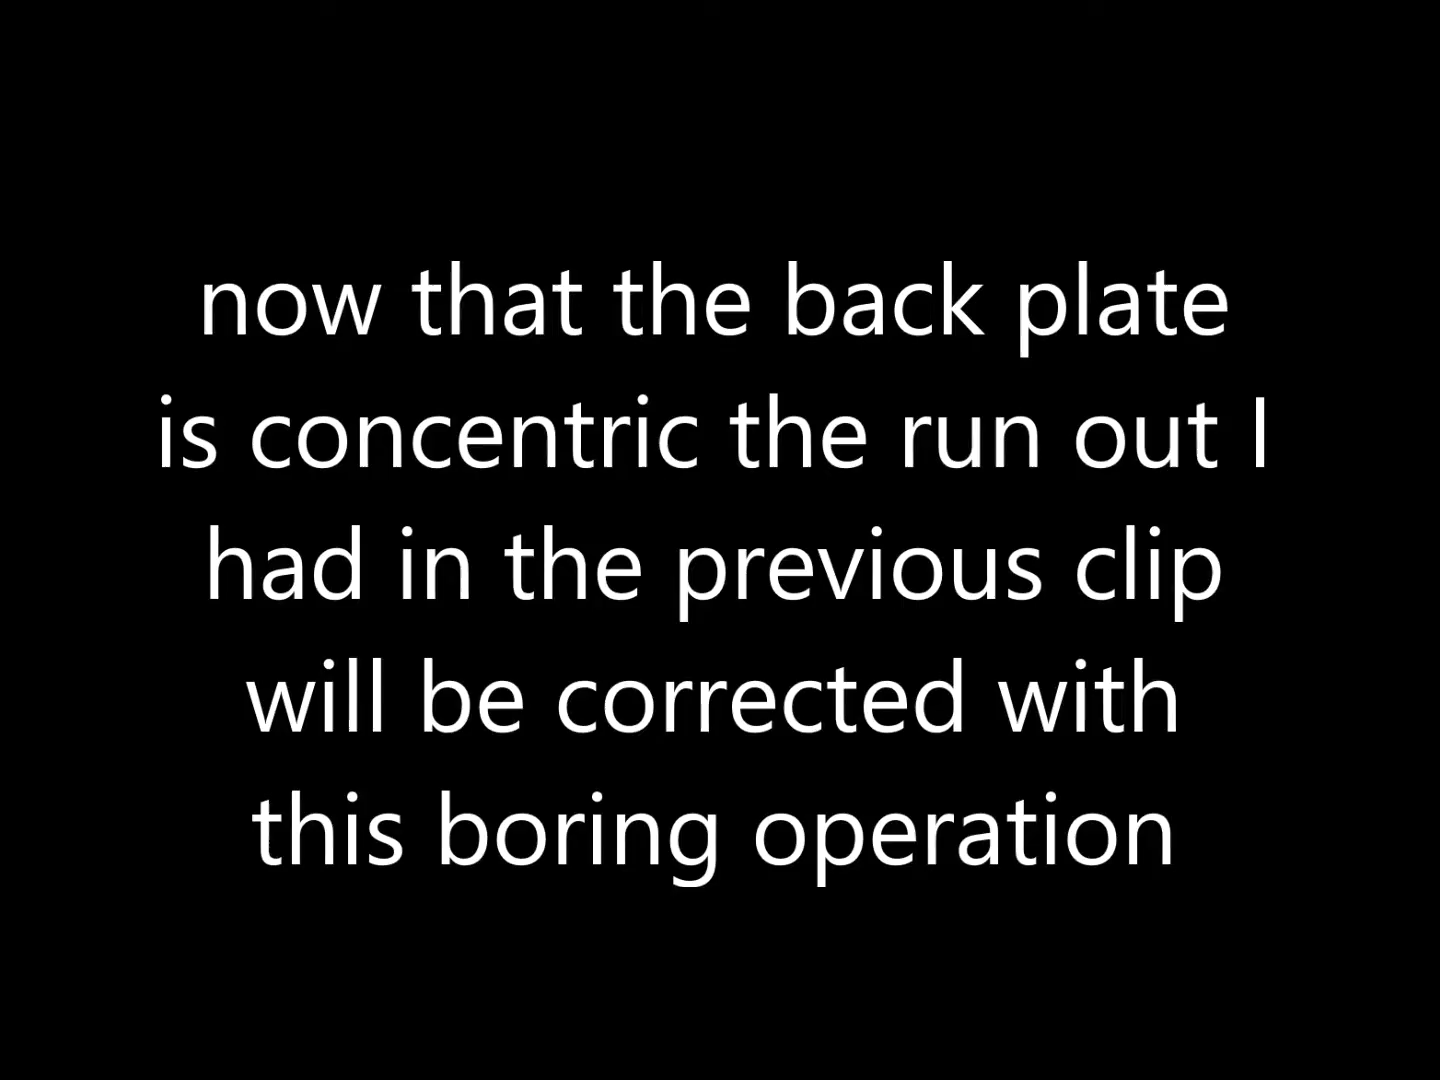 now that the back plate
is concentric the run out I
had in the previous clip
will be corrected with
this boring operation